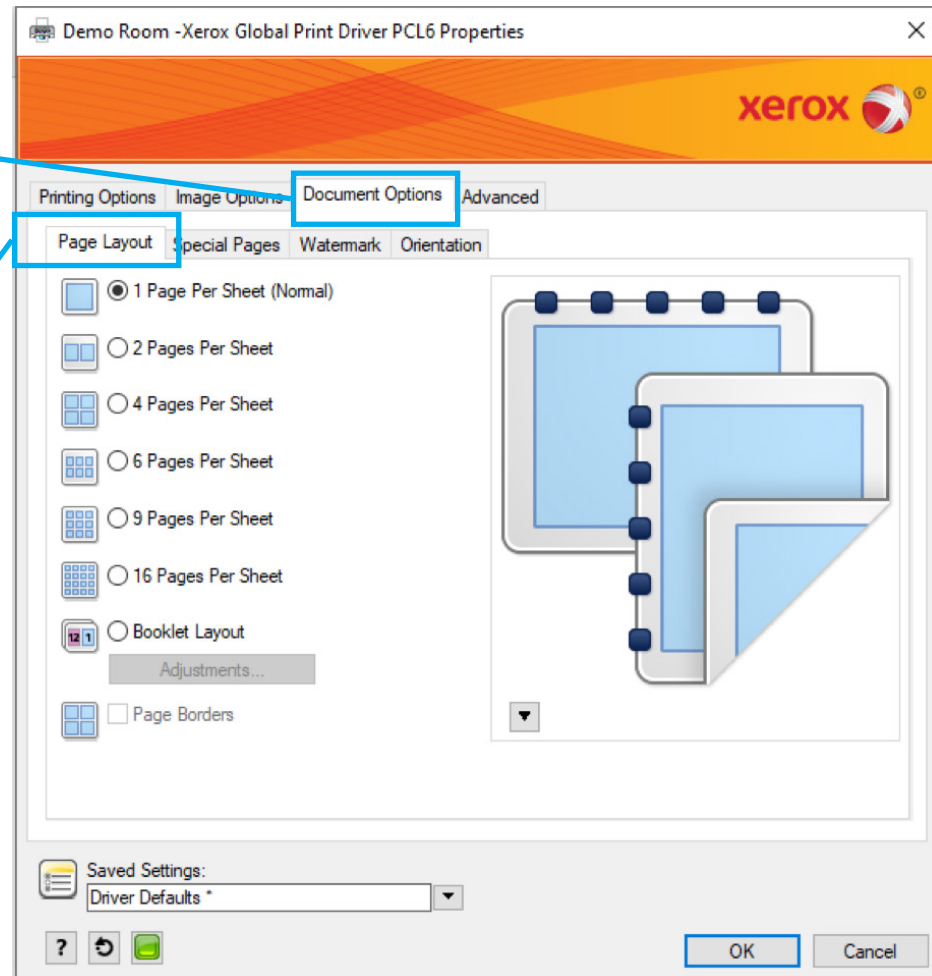 Demo Room -Xerox Global Print Driver PCL6 Properties
xerox ®
Printing Options Image Options Document Options Advanced
Page Layout Special Pages Watermark Orientation
1 Page Per Sheet (Normal)
2 Pages Per Sheet
4 Pages Per Sheet
6 Pages Per Sheet
9 Pages Per Sheet
16 Pages Per Sheet
12 1 Booklet Layout
Adjustments...
Page Borders
Saved Settings:
Driver Defaults *
? OK Cancel